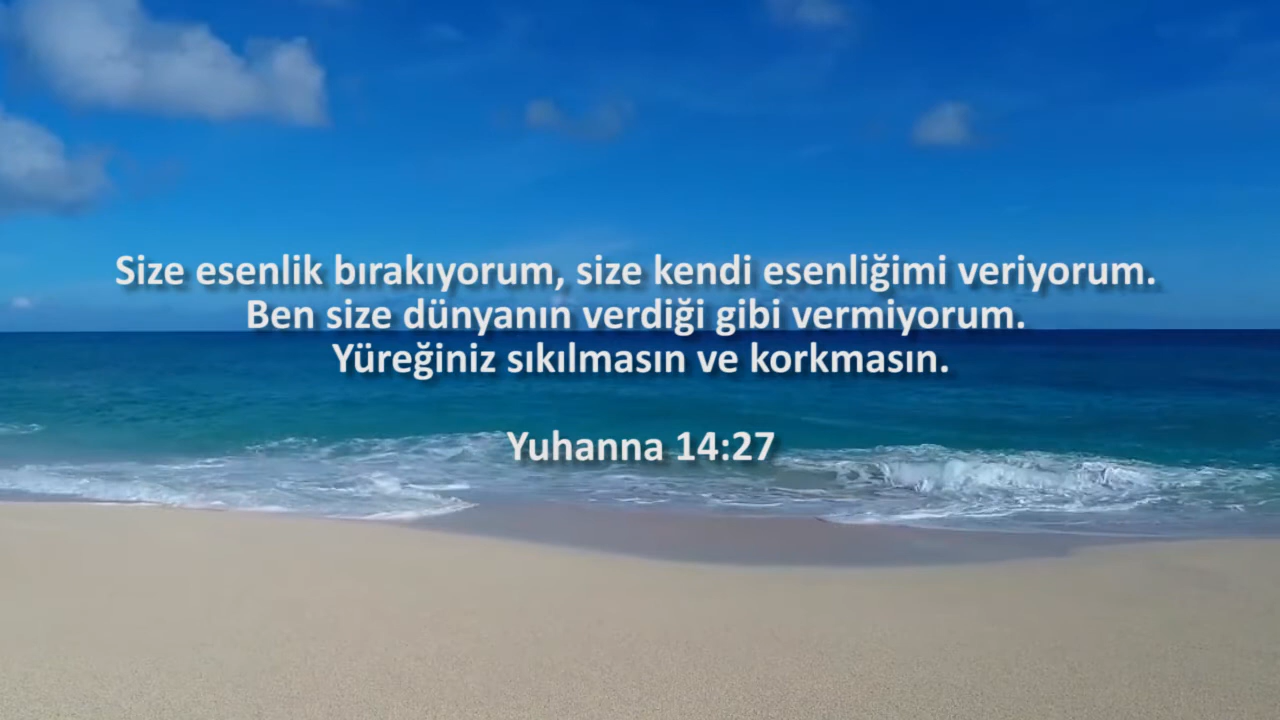 Size esenlik bırakıyorum, size kendi esenliğimi veriyorum.
Ben size dünyanın verdiği gibi vermiyorum.
Yüreğiniz sıkılmasın ve korkmasın.
Yuhanna 14:27